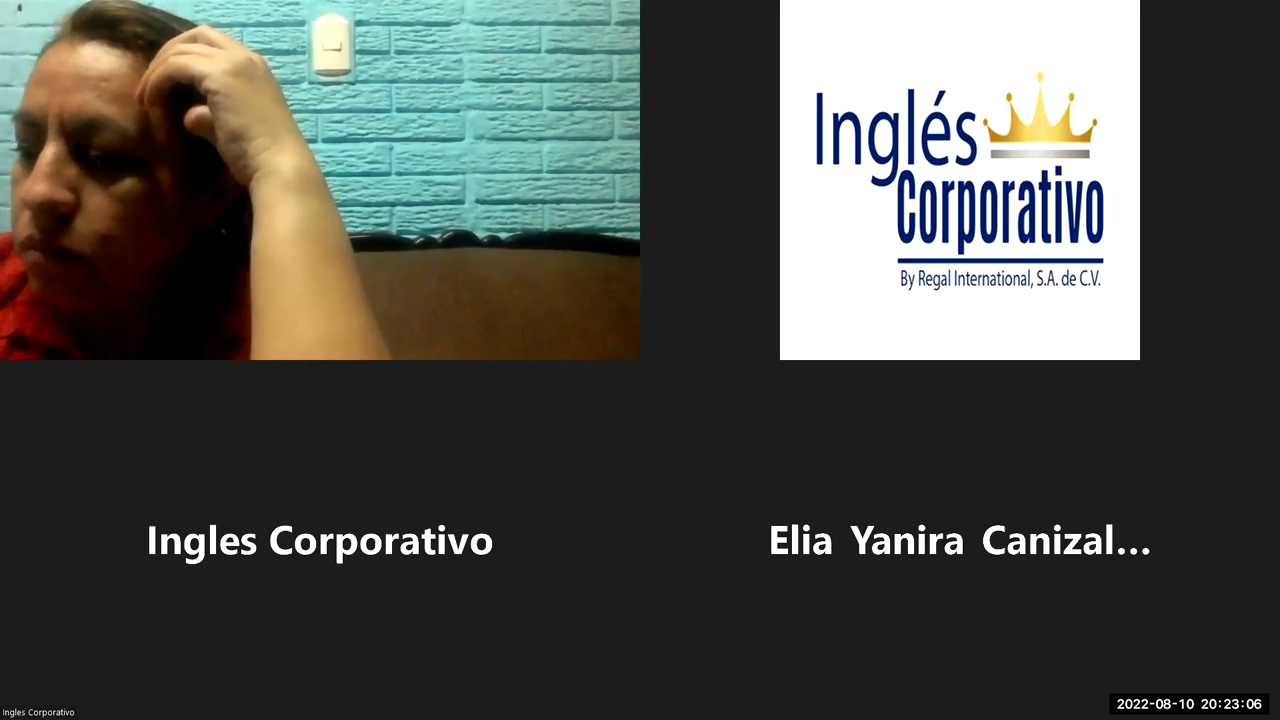 Inglés
Corporativo
By Regal International, S.A. de C.V.
Ingles Corporativo
Elia Yanira Canizal...
Ingles Corporativo
2022-08-10 20:23:06